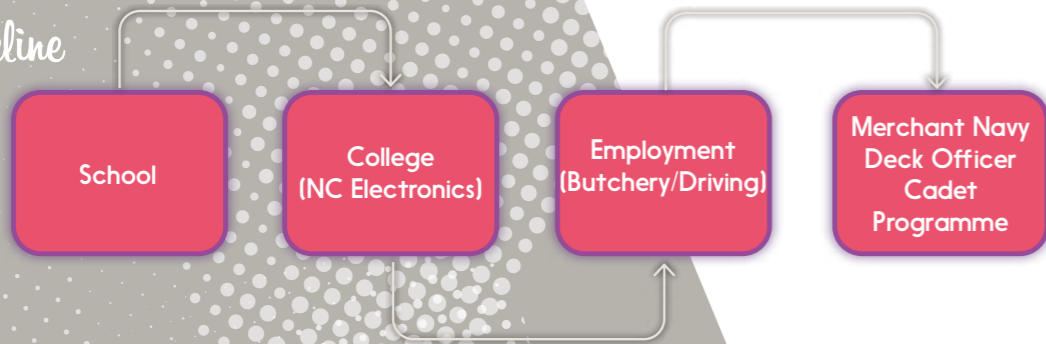 School
College
(NC Electronics)
Employment
(Butchery/Driving)
Merchant Navy
Deck Officer
Cadet
Programme